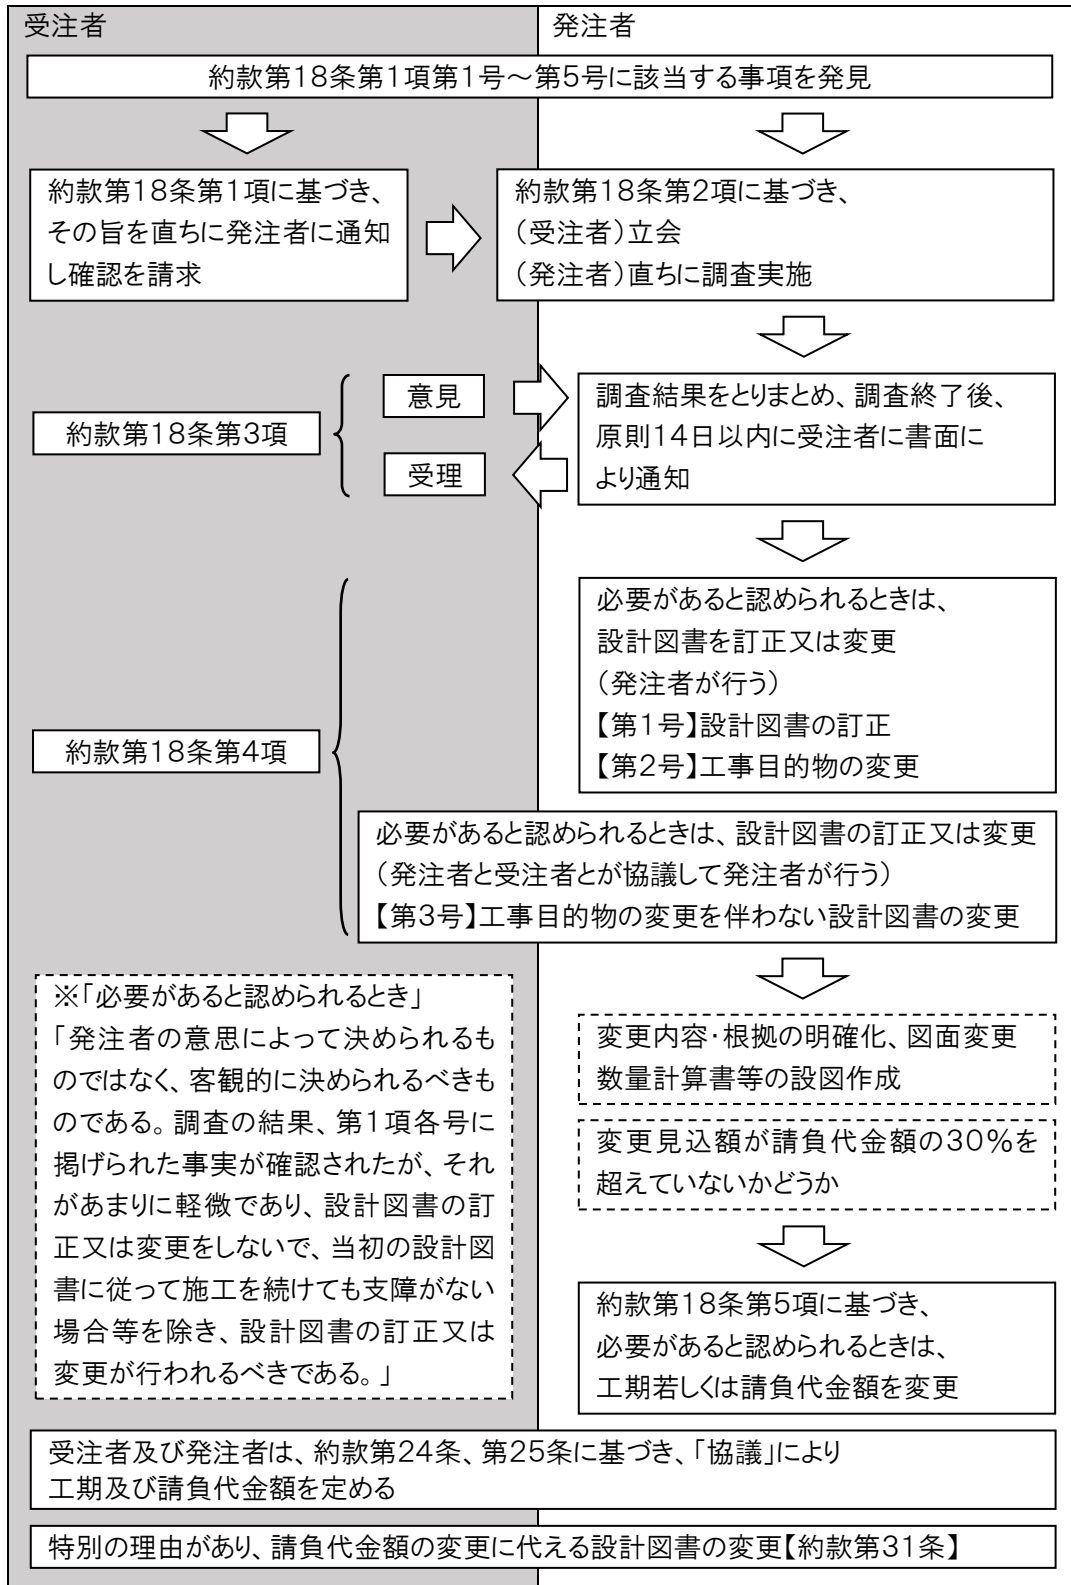 受注者
発注者
約款第18条第1項第1号～第5号に該当する事項を発見
約款第18条第1項に基づき、
その旨を直ちに発注者に通知
し確認を請求
約款第18条第2項に基づき、
（受注者）立会
（発注者）直ちに調査実施
約款第18条第3項
意見
受理
調査結果をとりまとめ、調査終了後、
原則14日以内に受注者に書面に
より通知
約款第18条第4項
必要があると認められるときは、
設計図書を訂正又は変更
（発注者が行う）
【第1号】設計図書の訂正
【第2号】工事目的物の変更
必要があると認められるときは、設計図書の訂正又は変更
（発注者と受注者とが協議して発注者が行う）
【第3号】工事目的物の変更を伴わない設計図書の変更
※「必要があると認められるとき」
「発注者の意思によって決められるも
のではなく、客観的に決められるべきも
のである。調査の結果、第1項各号に
掲げられた事実が確認されたが、それ
があまりに軽微であり、設計図書の訂
正又は変更をしないで、当初の設計図
書に従って施工を続けても支障がない
場合等を除き、設計図書の訂正又は
変更が行われるべきである。」
変更内容・根拠の明確化、図面変更
数量計算書等の設図作成
変更見込額が請負代金額の30%を
超えていないかどうか
約款第18条第5項に基づき、
必要があると認められるときは、
工期若しくは請負代金額を変更
受注者及び発注者は、約款第24条、第25条に基づき、「協議」により
工期及び請負代金額を定める
特別の理由があり、請負代金額の変更に代える設計図書の変更【約款第31条】